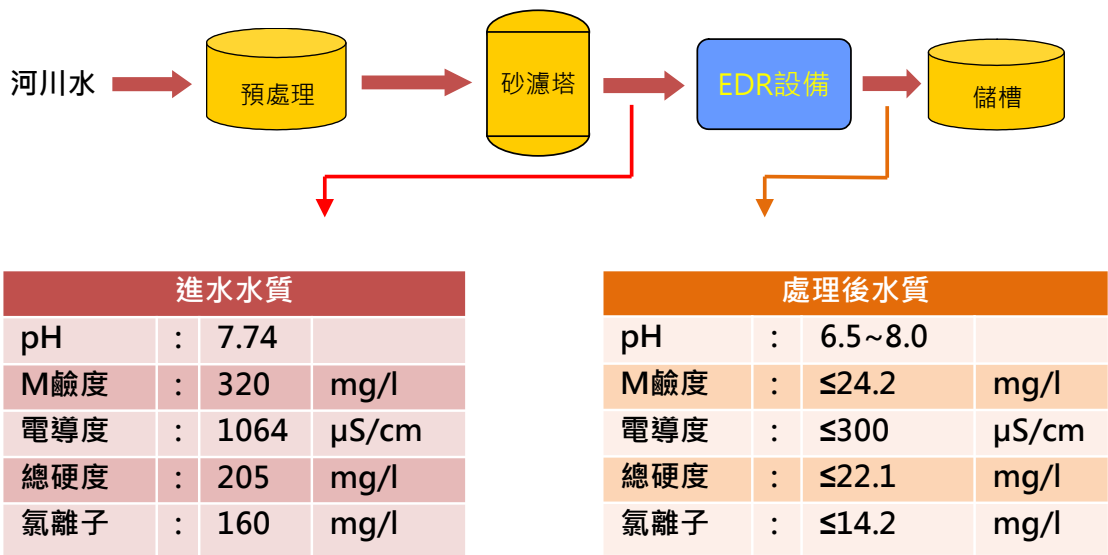 河川水
預處理
砂濾塔
EDR設備
儲槽
進水水質
pH : 7.74
M鹼度 : 320 mg/l
電導度 : 1064 μS/cm
總硬度 : 205 mg/l
氯離子 : 160 mg/l
處理後水質
pH : 6.5~8.0
M鹼度 : ≤24.2 mg/l
電導度 : ≤300 μS/cm
總硬度 : ≤22.1 mg/l
氯離子 : ≤14.2 mg/l